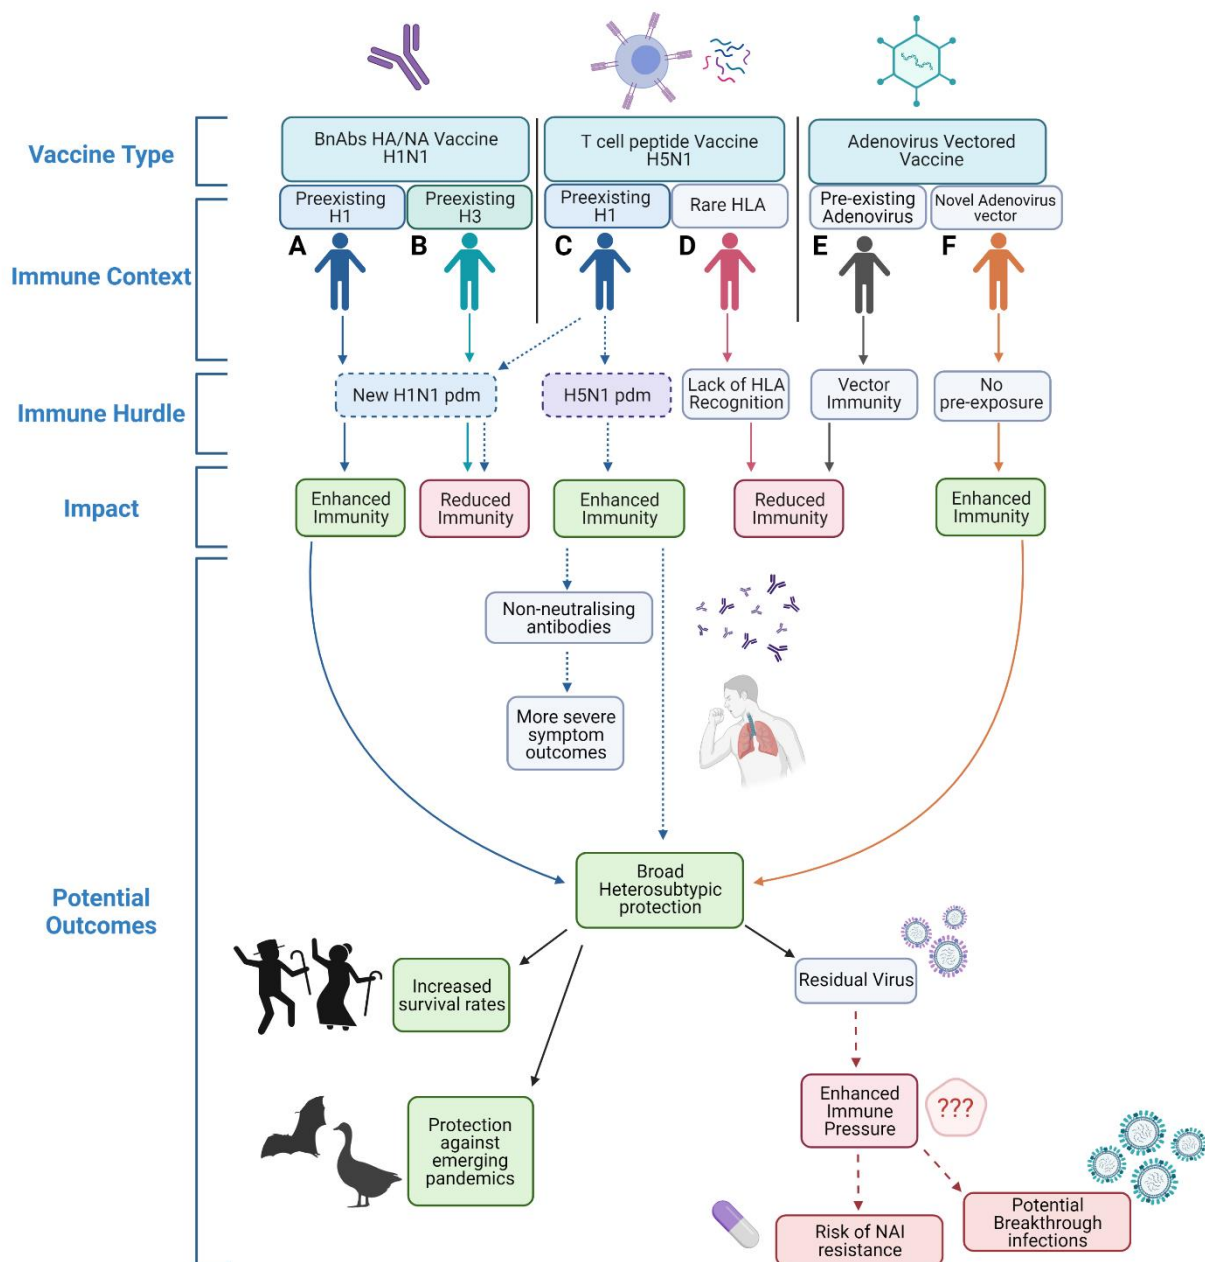 Vaccine Type
BnAbs HA/NA Vaccine
H1N1
T cell peptide Vaccine
H5N1
Adenovirus Vectored
Vaccine
Immune Context
Preexisting
H1
Preexisting
H3
Preexisting
H1
Rare HLA
Pre-existing
Adenovirus
Novel Adenovirus
vector
A
B
C
D
E
F
Immune Hurdle
New H1N1 pdm
H5N1 pdm
Lack of HLA
Recognition
Vector
Immunity
No
pre-exposure
Impact
Enhanced
Immunity
Reduced
Immunity
Enhanced
Immunity
Reduced
Immunity
Enhanced
Immunity
Potential
Outcomes
Non-neutralising
antibodies
More severe
symptom
outcomes
Broad
Heterosubtypic
protection
Increased
survival rates
Residual Virus
Protection
against
emerging
pandemics
Enhanced
Immune
Pressure
???
Risk of NAI
resistance
Potential
Breakthrough
infections